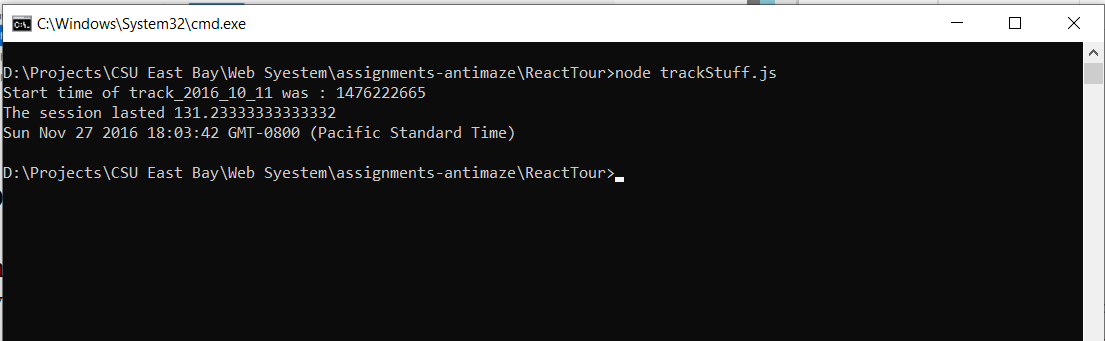 C:\Windows\System32\cmd.exe
D:\Projects\CSU East Bay\Web Syestem\assignments-antimaze\ReactTour>node trackStuff.js
Start time of track_2016_10_11 was : 1476222665
The session lasted 131.23333333333332
Sun Nov 27 2016 18:03:42 GMT-0800 (Pacific Standard Time)
D:\Projects\CSU East Bay\Web Syestem\assignments-antimaze\ReactTour>